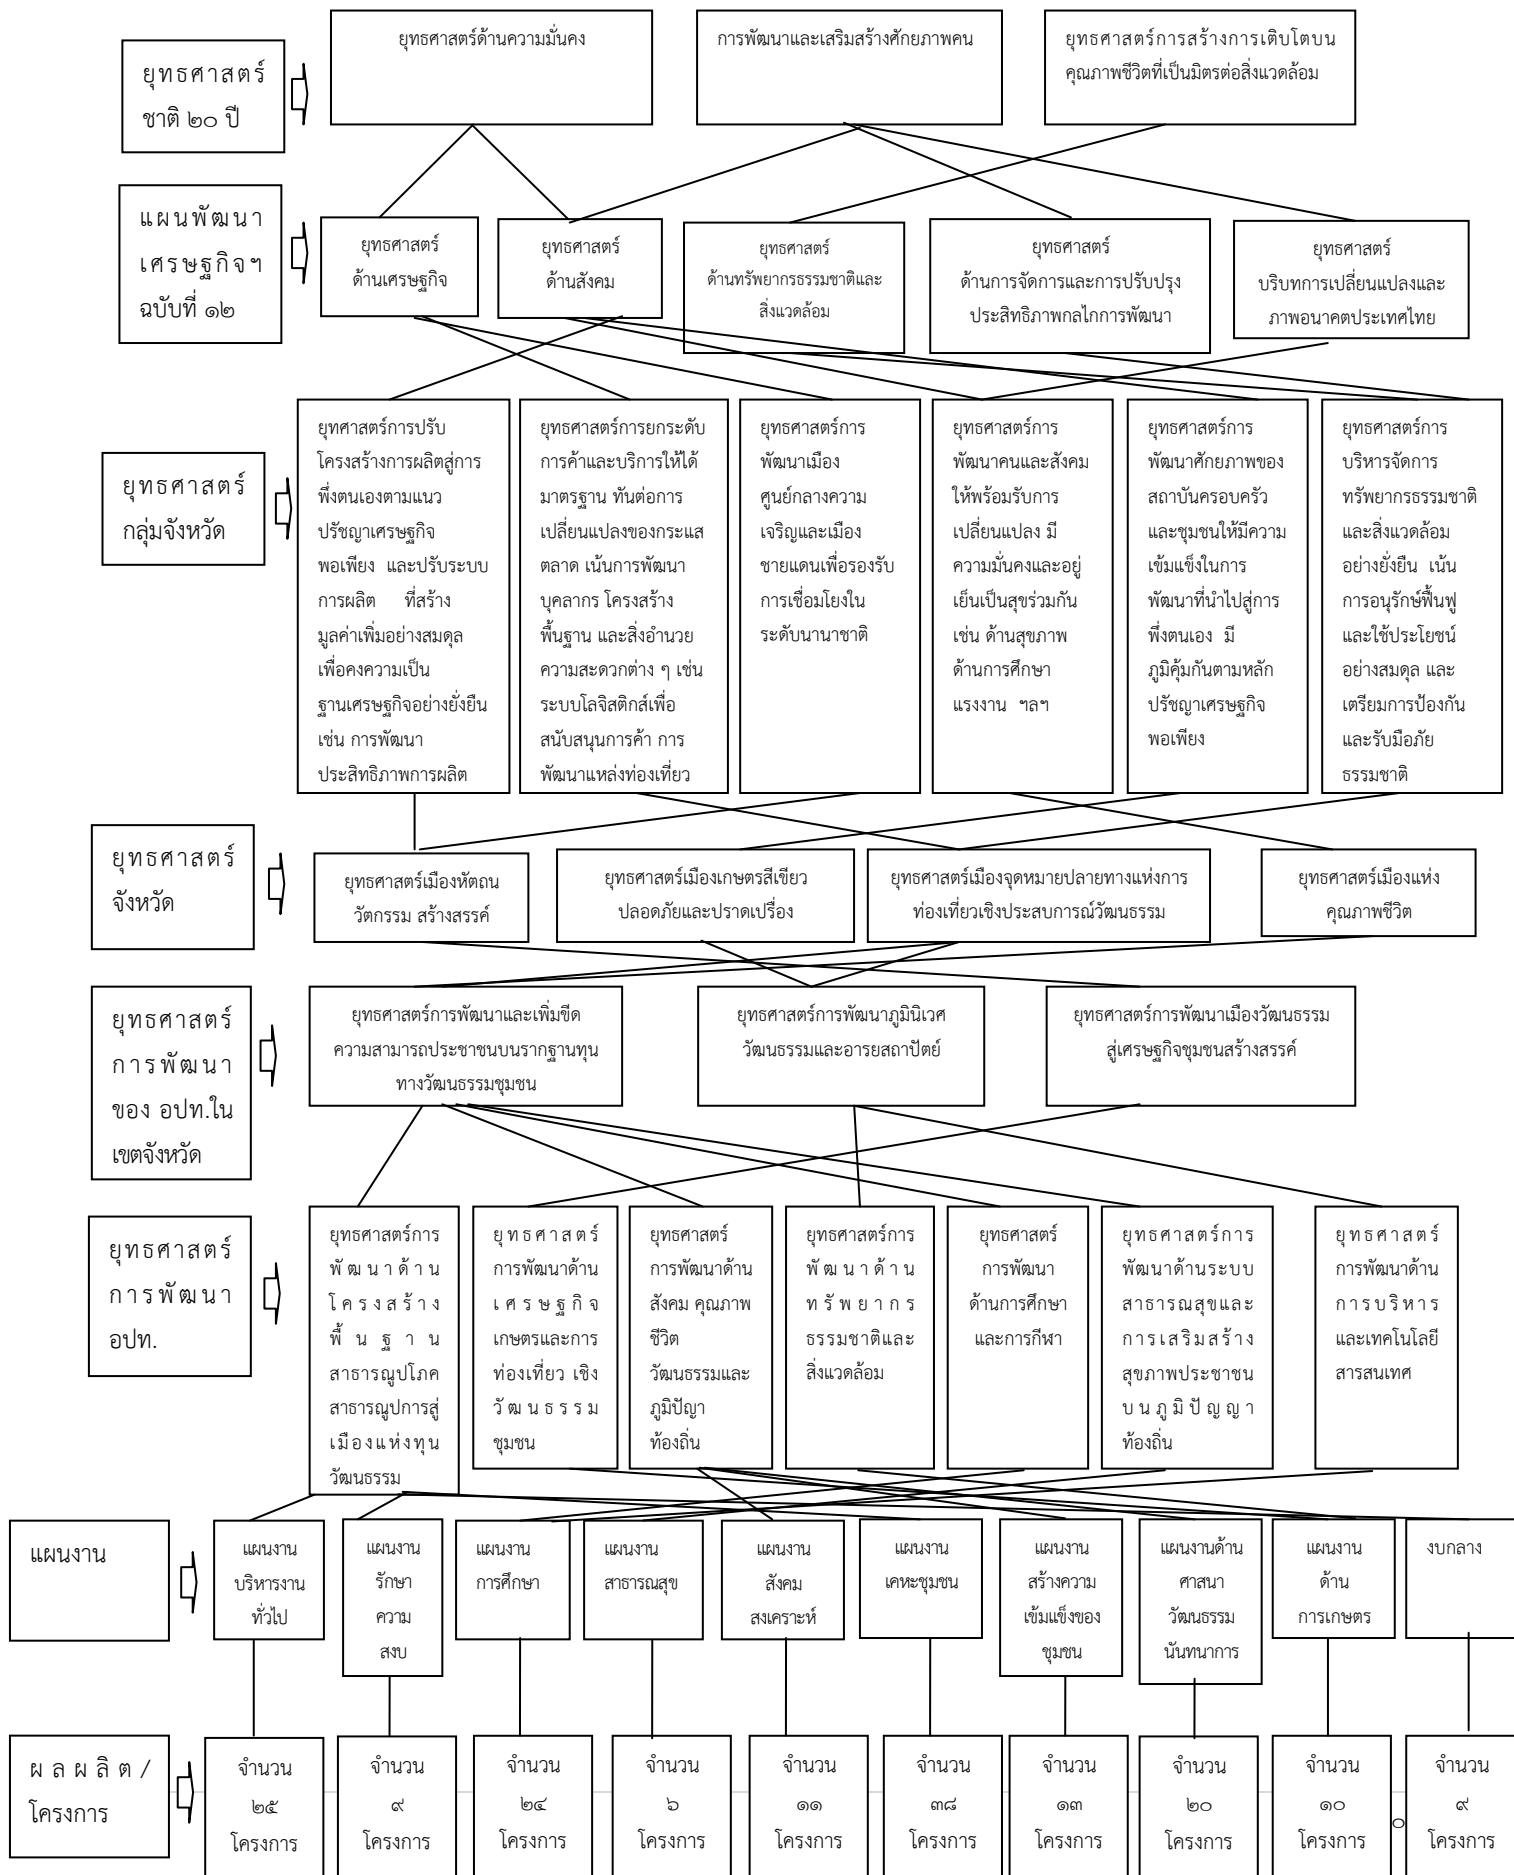 ยุทธศาสตร์
ชาติ ๒๐ ปี
ยุทธศาสตร์ด้านความมั่นคง
การพัฒนาและเสริมสร้างศักยภาพคน
ยุทธศาสตร์การสร้างการเติบโตบน
คุณภาพชีวิตที่เป็นมิตรต่อสิ่งแวดล้อม
แผนพัฒนา
เศรษฐกิจฯ
ฉบับที่ ๑๒
ยุทธศาสตร์
ด้านเศรษฐกิจ
ยุทธศาสตร์
ด้านสังคม
ยุทธศาสตร์
ด้านทรัพยากรธรรมชาติและ
สิ่งแวดล้อม
ยุทธศาสตร์
ด้านการจัดการและการปรับปรุง
ประสิทธิภาพกลไกการพัฒนา
ยุทธศาสตร์
บริบทการเปลี่ยนแปลงและ
ภาพอนาคตประเทศไทย
ยุทธศาสตร์
กลุ่มจังหวัด
ยุทศาสตร์การปรับ
โครงสร้างการผลิตสู่การ
พึ่งตนเองตามแนว
ปรัชญาเศรษฐกิจ
พอเพียง และปรับระบบ
การผลิต ที่สร้าง
มูลค่าเพิ่มอย่างสมดุล
เพื่อคงความเป็น
ฐานเศรษฐกิจอย่างยั่งยืน
เช่น การพัฒนา
ประสิทธิภาพการผลิต
ยุทธศาสตร์การยกระดับ
การค้าและบริการให้ได้
มาตรฐาน ทันต่อการ
เปลี่ยนแปลงของกระแส
ตลาด เน้นการพัฒนา
บุคลากร โครงสร้าง
พื้นฐาน และสิ่งอำนวย
ความสะดวกต่าง ๆ เช่น
ระบบโลจิสติกส์เพื่อ
สนับสนุนการค้า การ
พัฒนาแหล่งท่องเที่ยว
ยุทธศาสตร์การ
พัฒนาเมือง
ศูนย์กลางความ
เจริญและเมือง
ชายแดนเพื่อรองรับ
การเชื่อมโยงใน
ระดับนานาชาติ
ยุทธศาสตร์การ
พัฒนาคนและสังคม
ให้พร้อมรับการ
เปลี่ยนแปลง มี
ความมั่นคงและอยู่
เย็นเป็นสุขร่วมกัน
เช่น ด้านสุขภาพ
ด้านการศึกษา
แรงงาน ฯลฯ
ยุทธศาสตร์การ
พัฒนาศักยภาพของ
สถาบันครอบครัว
และชุมชนให้มีความ
เข้มแข็งในการ
พัฒนาที่นำไปสู่การ
พึ่งตนเอง มี
ภูมิคุ้มกันตามหลัก
ปรัชญาเศรษฐกิจ
พอเพียง
ยุทธศาสตร์การ
บริหารจัดการ
ทรัพยากรธรรมชาติ
และสิ่งแวดล้อม
อย่างยั่งยืน เน้น
การอนุรักษ์ฟื้นฟู
และใช้ประโยชน์
อย่างสมดุล และ
เตรียมการป้องกัน
และรับมือภัย
ธรรมชาติ
ยุทธศาสตร์
จังหวัด
ยุทธศาสตร์เมืองหัตถน
วัตกรรม สร้างสรรค์
ยุทธศาสตร์เมืองเกษตรสีเขียว
ปลอดภัยและปราดเปรื่อง
ยุทธศาสตร์เมืองจุดหมายปลายทางแห่งการ
ท่องเที่ยวเชิงประสบการณ์วัฒนธรรม
ยุทธศาสตร์เมืองแห่ง
คุณภาพชีวิต
ยุทธศาสตร์
การพัฒนา
ของ อปท.ใน
เขตจังหวัด
ยุทธศาสตร์การพัฒนาและเพิ่มขีด
ความสามารถประชาชนบนรากฐานทุน
ทางวัฒนธรรมชุมชน
ยุทธศาสตร์การพัฒนาภูมินิเวศ
วัฒนธรรมและอารยสถาปัตย์
ยุทธศาสตร์การพัฒนาเมืองวัฒนธรรม
สู่เศรษฐกิจชุมชนสร้างสรรค์
ยุทธศาสตร์
การพัฒนา
อปท.
ยุทธศาสตร์การ
พัฒนาด้าน
โครงสร้าง
พื้นฐาน
สาธารณูปโภค
สาธารณูปการสู่
เมืองแห่งทุน
วัฒนธรรม
ยุทธศาสตร์
การพัฒนาด้าน
เศรษฐกิจ
เกษตรและการ
ท่องเที่ยว เชิง
วัฒนธรรม
ชุมชน
ยุทธศาสตร์
การพัฒนาด้าน
สังคม คุณภาพ
ชีวิต
วัฒนธรรมและ
ภูมิปัญา
ท้องถิ่น
ยุทธศาสตร์การ
พัฒนาด้าน
ทรัพยากร
ธรรมชาติและ
สิ่งแวดล้อม
ยุทธศาสตร์
การพัฒนา
ด้านการศึกษา
และการกีฬา
ยุทธศาสตร์การ
พัฒนาด้านระบบ
สาธารณสุขและ
การเสริมสร้าง
สุขภาพประชาชน
บนภูมิปัญญา
ท้องถิ่น
ยุทธศาสตร์
การพัฒนาด้าน
การบริหาร
และเทคโนโลยี
สารสนเทศ
แผนงาน
แผนงาน
บริหารงาน
ทั่วไป
แผนงาน
รักษา
ความ
สงบ
แผนงาน
การศึกษา
แผนงาน
สาธารณสุข
แผนงาน
สังคม
สงเคราะห์
แผนงาน
เคหะชุมชน
แผนงาน
สร้างความ
เข้มแข็งของ
ชุมชน
แผนงานด้าน
ศาสนา
วัฒนธรรม
นันทนาการ
แผนงาน
ด้าน
การเกษตร
งบกลาง
ผลผลิต/
โครงการ
จำนวน
๒๕
โครงการ
จำนวน
๙
โครงการ
จำนวน
๒๔
โครงการ
จำนวน
๖
โครงการ
จำนวน
๑๑
โครงการ
จำนวน
๓๘
โครงการ
จำนวน
๑๓
โครงการ
จำนวน
๒๐
โครงการ
จำนวน
๑๐
โครงการ
จำนวน
๙
โครงการ